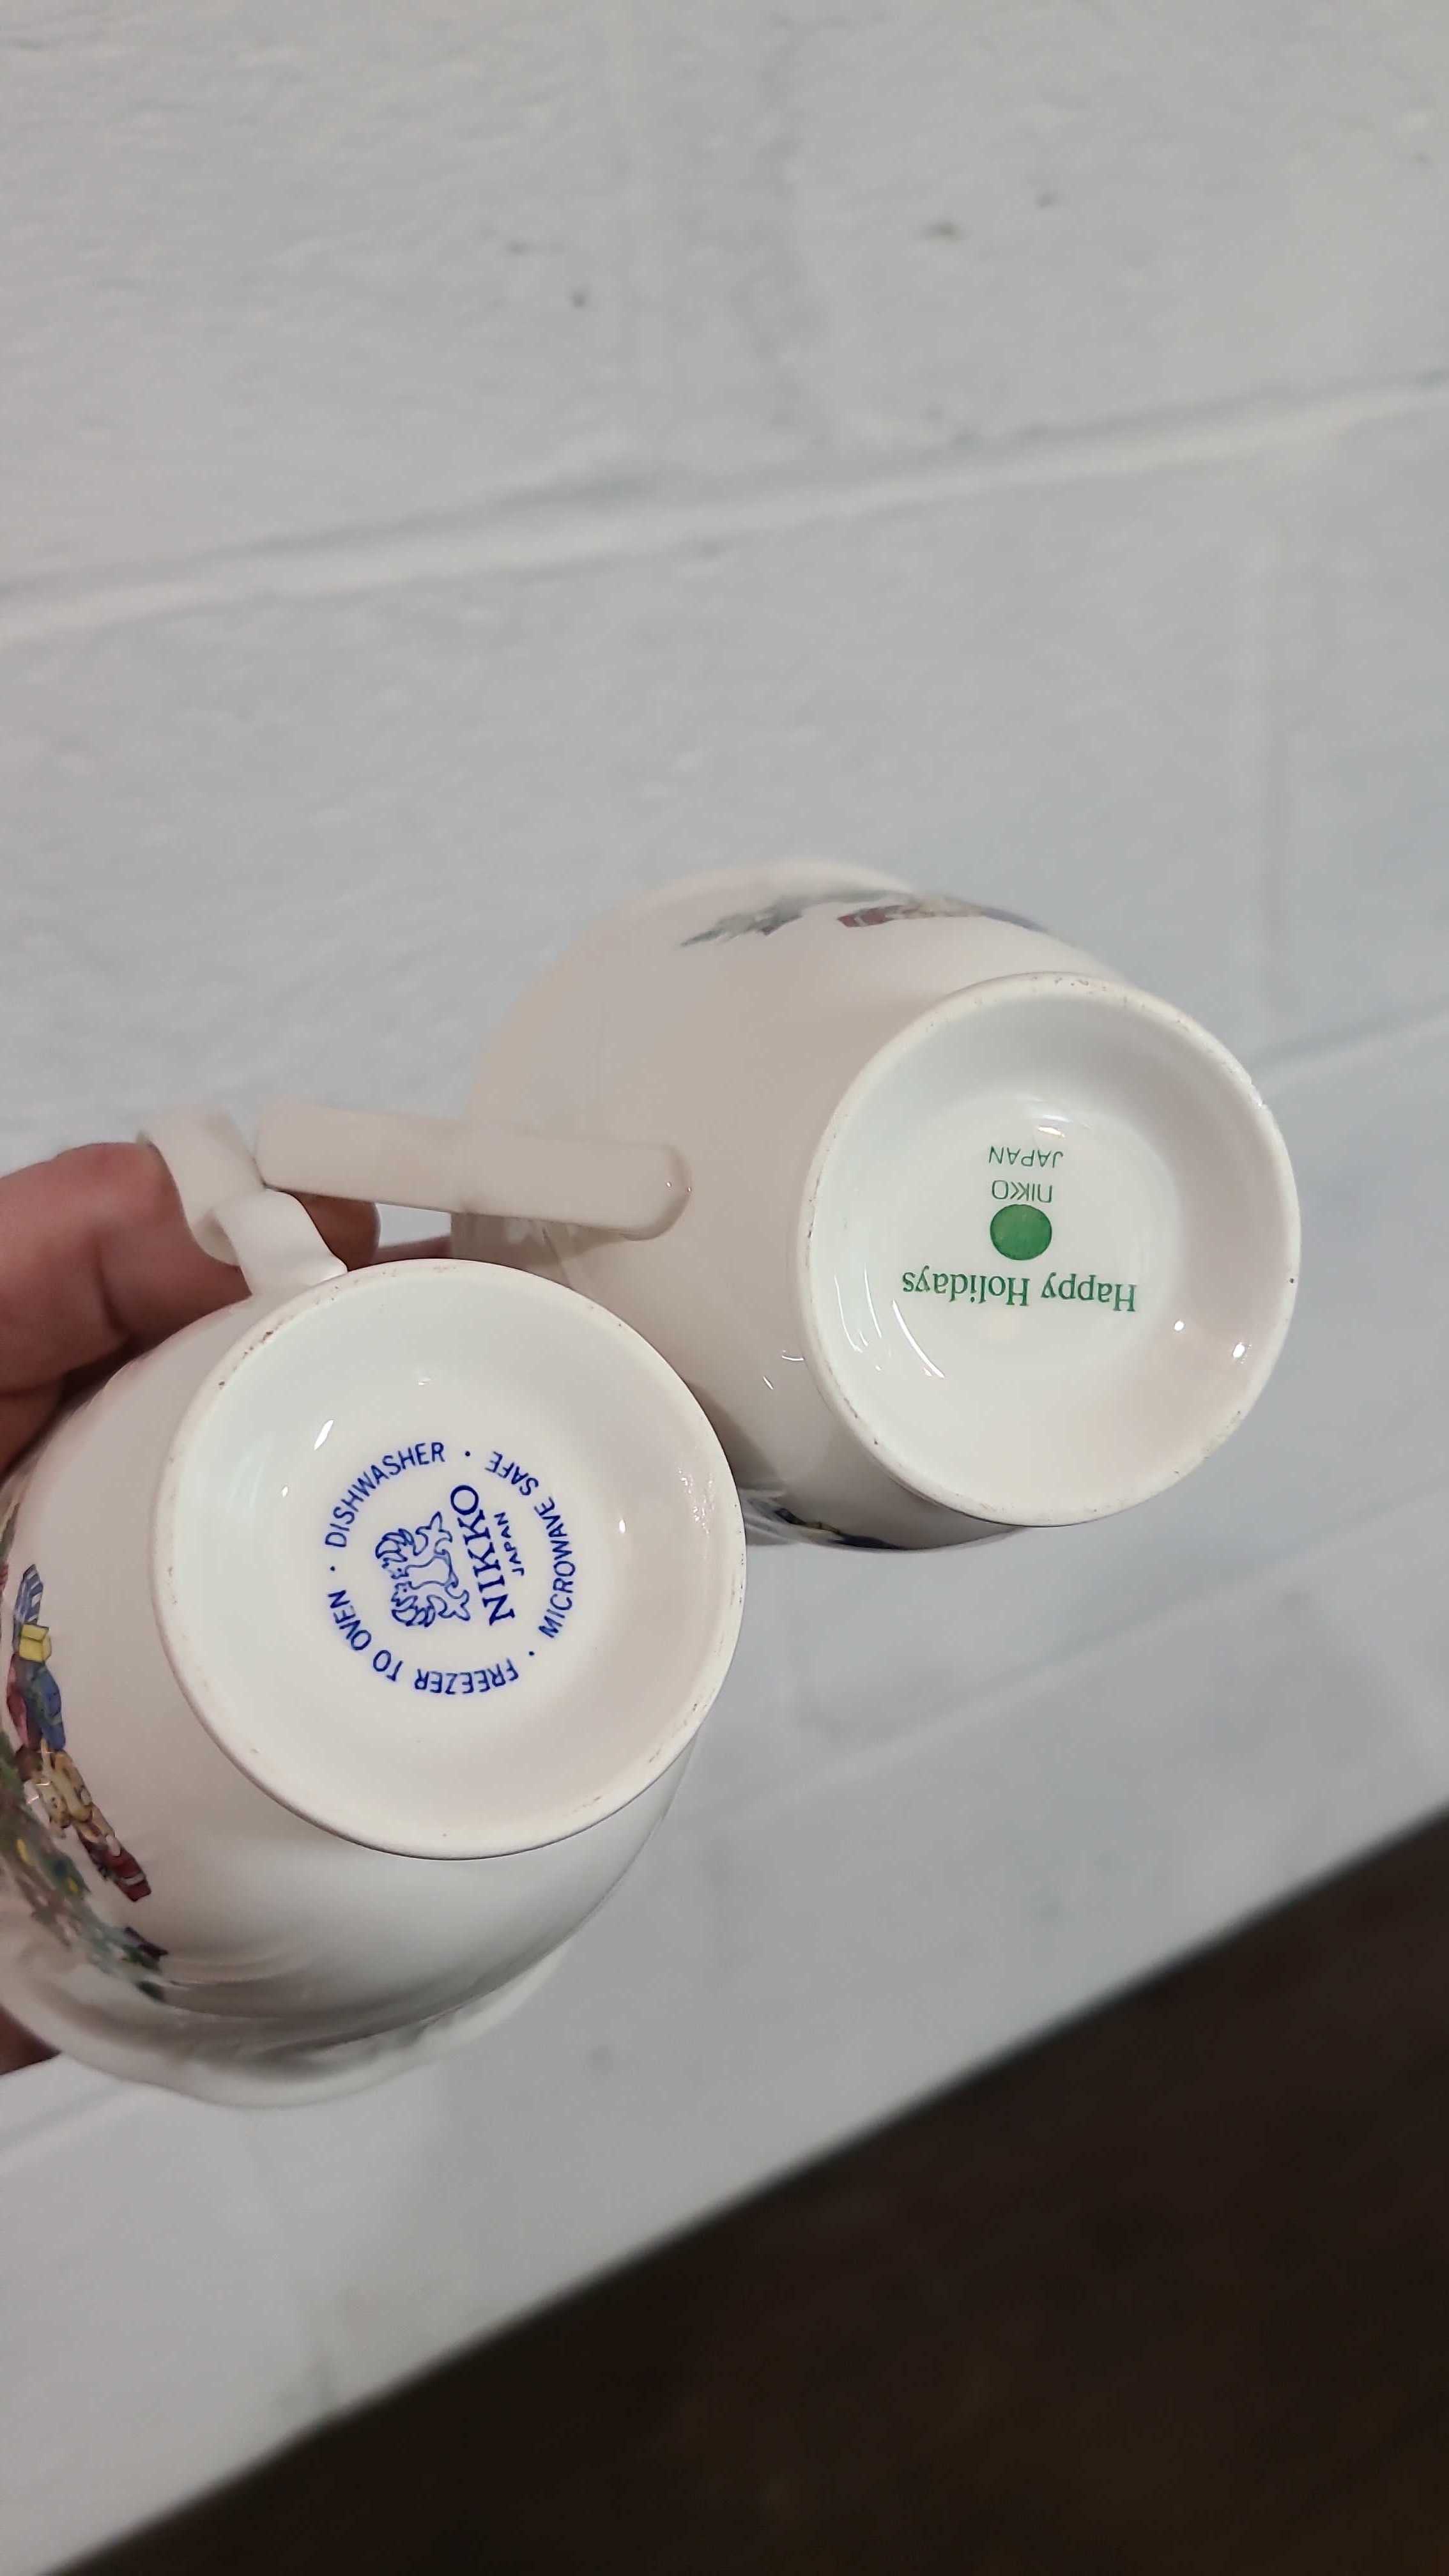 DISHWASHER · MICROWAVE SAFE · FREEZER TO OVEN ·
NIKKO
JAPAN
Happy Holidays
NIKKO
JAPAN